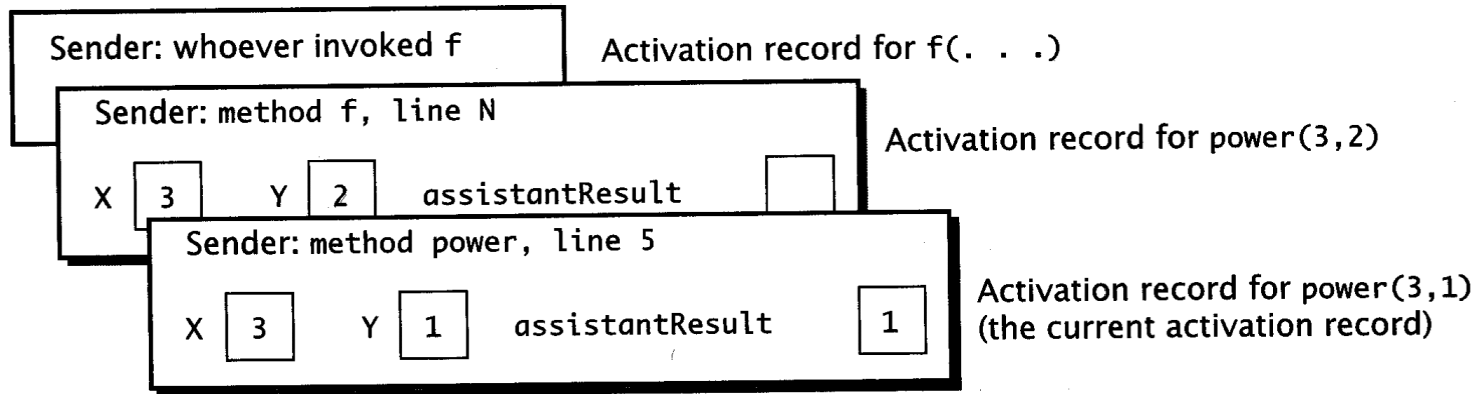 Sender: whoever invoked f
Activation record for f(. . .)
Sender: method f, line N
Activation record for power(3,2)
X 3 Y 2 assistantResult
Sender: method power, line 5
Activation record for power(3,1)
(the current activation record)
X 3 Y 1 assistantResult 1